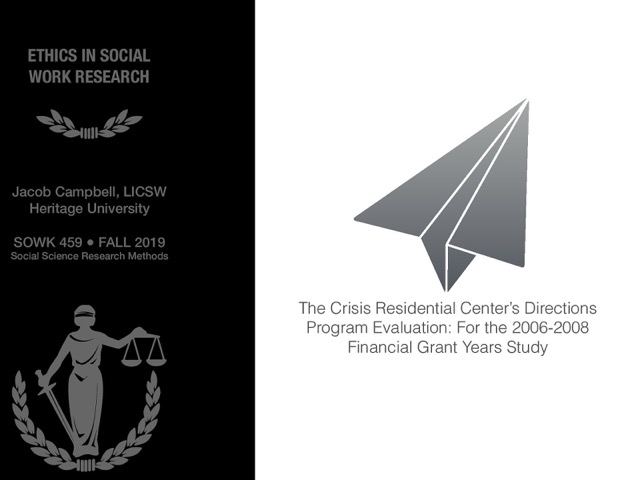 ETHICS IN SOCIAL
WORK RESEARCH
Jacob Campbell, LICSW
Heritage University
SOWK 459 ● FALL 2019
Social Science Research Methods
The Crisis Residential Center's Directions
Program Evaluation: For the 2006-2008
Financial Grant Years Study